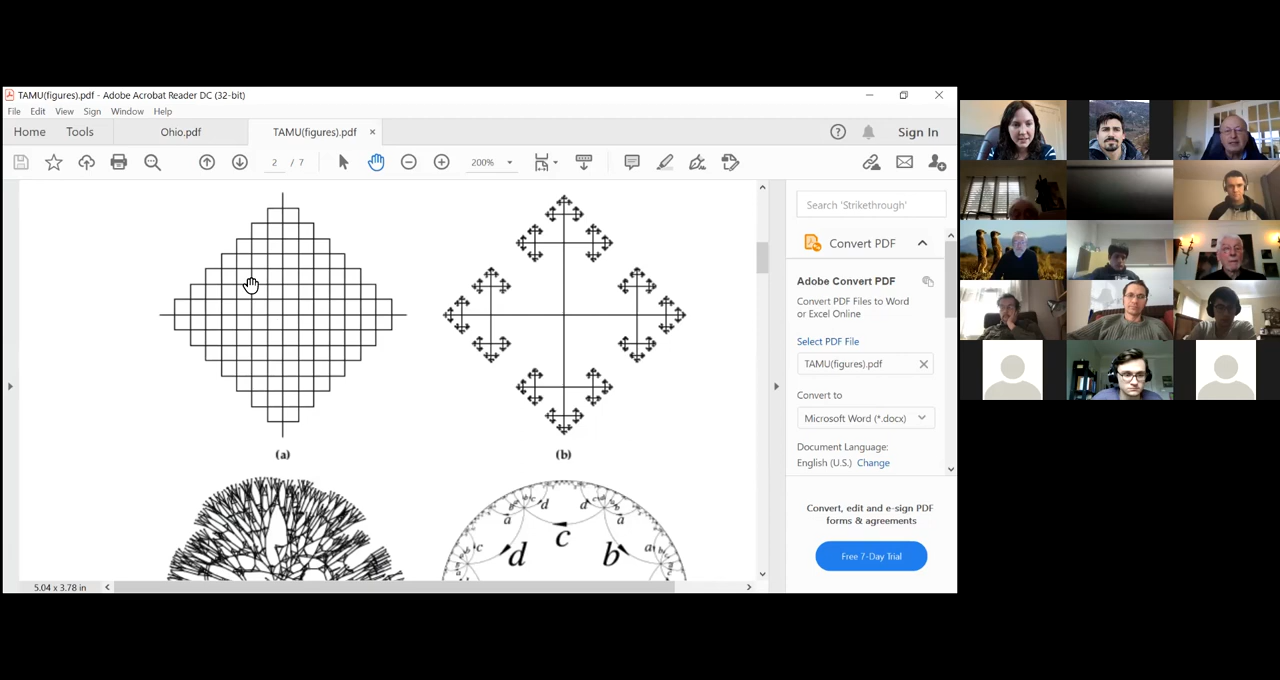 TAMU(figures).pdf - Adobe Acrobat Reader DC (32-bit)
File Edit View Sign Window Help
Home Tools Ohio.pdf TAMU(figures).pdf × Sign In
2 / 7 200%
Search 'Strikethrough'
Convert PDF
Adobe Convert PDF
Convert PDF Files to Word
or Excel Online
Select PDF File
TAMU(figures).pdf
Convert to
Microsoft Word (*.docx)
Document Language:
English (U.S.) Change
Convert, edit and e-sign PDF
forms & agreements
Free 7-Day Trial
(a) (b)
d d
a a
c
c d b a
5.04 x 3.78 in